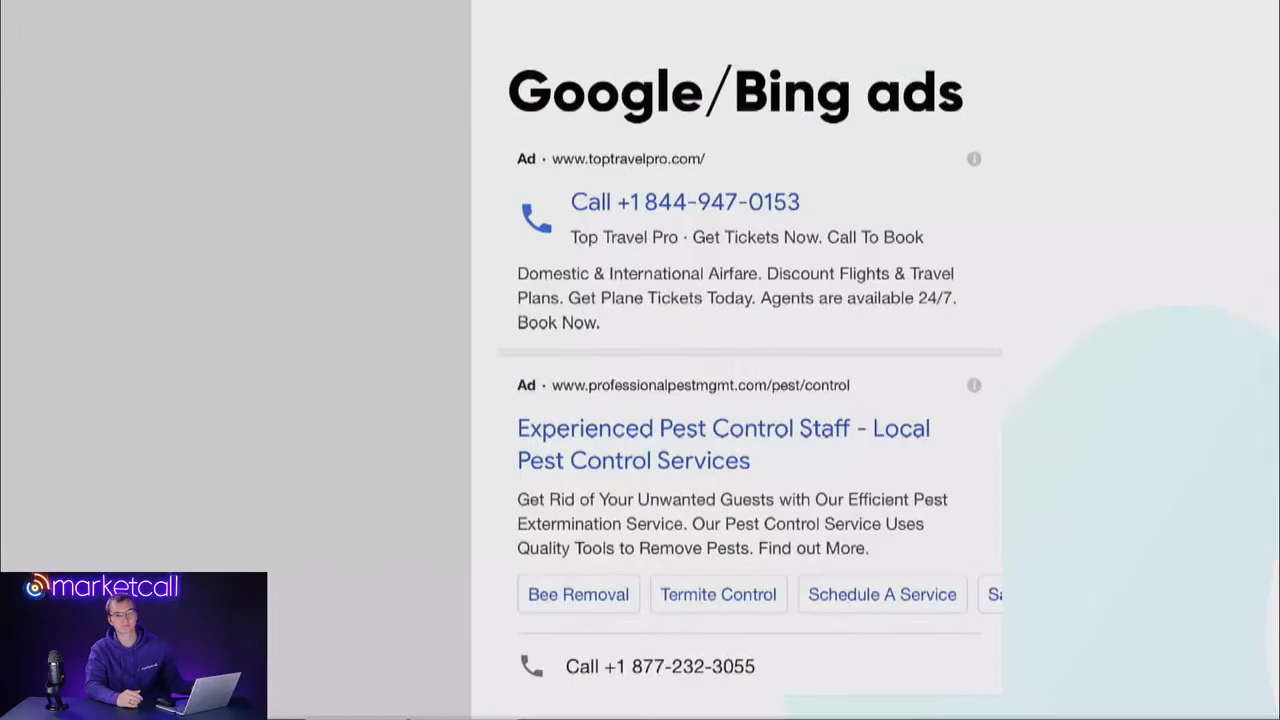 Google/Bing ads
Ad · www.toptravelpro.com/
Call +1 844-947-0153
Top Travel Pro · Get Tickets Now. Call To Book
Domestic & International Airfare. Discount Flights & Travel
Plans. Get Plane Tickets Today. Agents are available 24/7.
Book Now.
Ad · www.professionalpestmgmt.com/pest/control
Experienced Pest Control Staff - Local
Pest Control Services
Get Rid of Your Unwanted Guests with Our Efficient Pest
Extermination Service. Our Pest Control Service Uses
Quality Tools to Remove Pests. Find out More.
Bee Removal Termite Control Schedule A Service Sa
Call +1 877-232-3055
marketcall